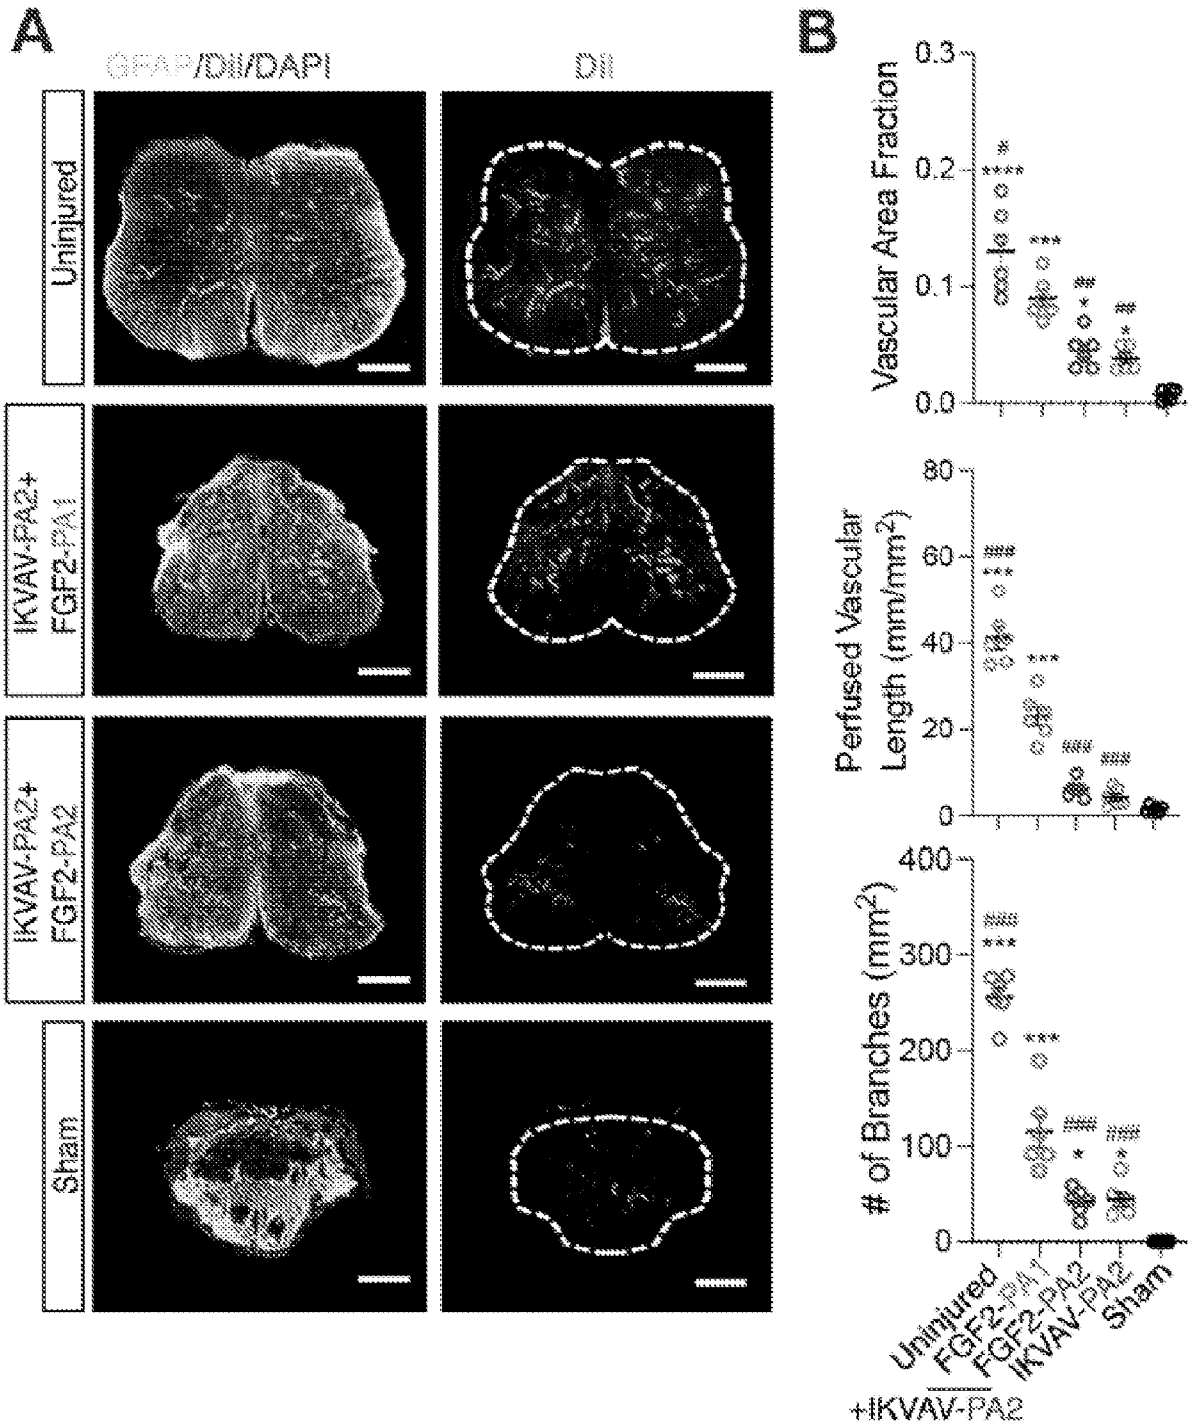 A
GFAP/DiI/DAPI
DiI
Uninjured
IKVAV-PA2+
FGF2-PA1
IKVAV-PA2+
FGF2-PA2
Sham
B
Vascular Area Fraction
0.3
0.2
0.1
0.0
#
****
***
##
*
##
*
Perfused Vascular
Length (mm/mm²)
80
60
40
20
0
###
***
***
###
###
# of Branches (mm²)
400
300
200
100
0
###
***
***
###
*
###
*
Uninjured
FGF2-PA1
FGF2-PA2
IKVAV-PA2
Sham
+IKVAV-PA2